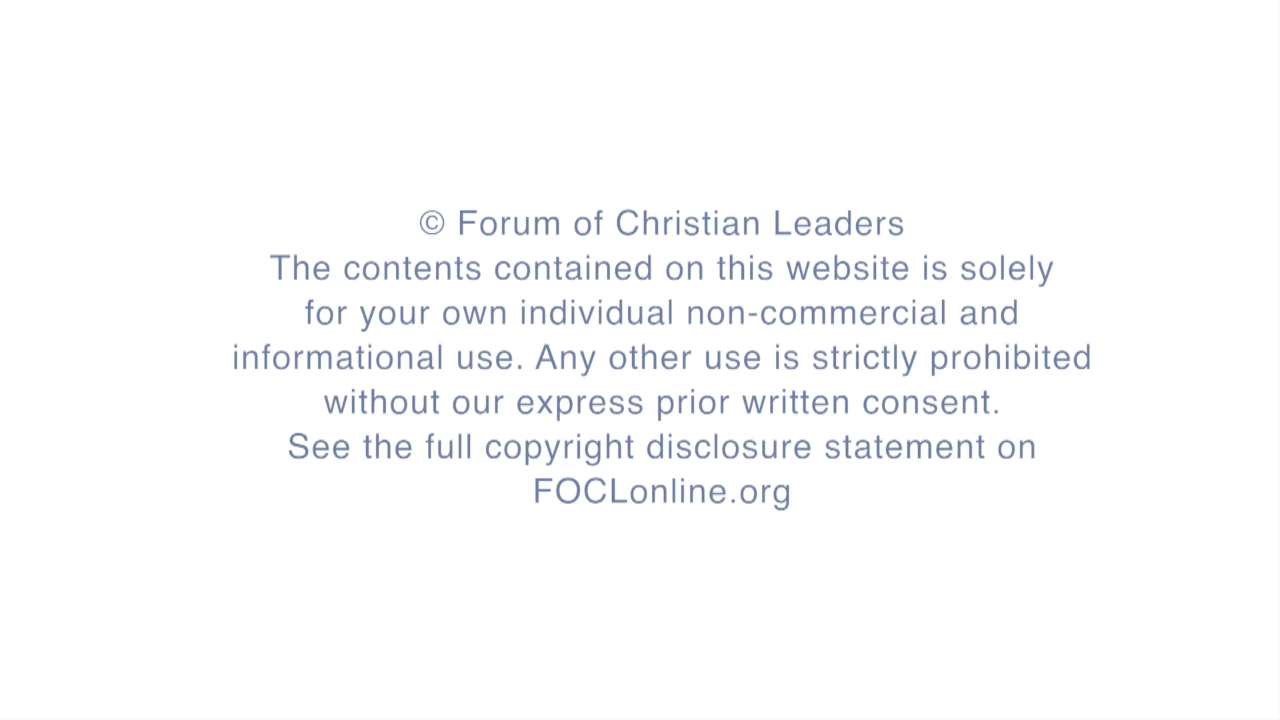 © Forum of Christian Leaders
The contents contained on this website is solely
for your own individual non-commercial and
informational use. Any other use is strictly prohibited
without our express prior written consent.
See the full copyright disclosure statement on
FOCLonline.org